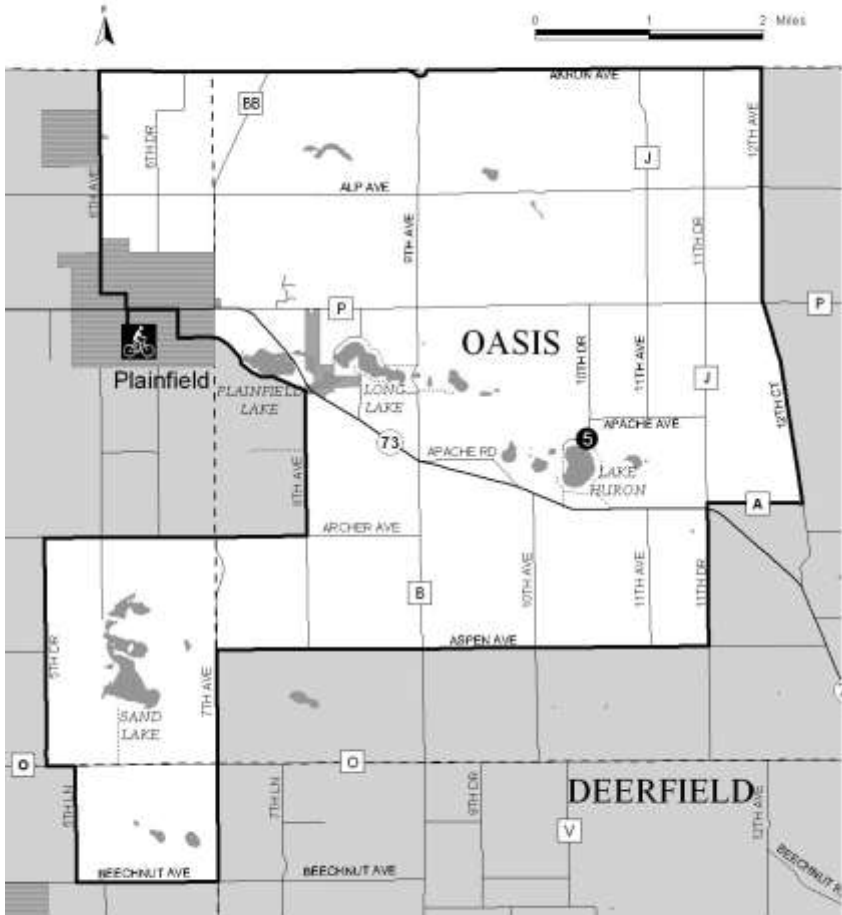 0 1 2 Miles
AKRON AVE
BB
6TH DR
12TH AVE
J
6TH AVE
ALP AVE
9TH AVE
11TH DR
P
P
OASIS
10TH DR
11TH AVE
Plainfield
PLAINFIELD
LAKE
LONG
LAKE
J
12TH CT
APACHE AVE
5
73
APACHE RD
LAKE
HURON
8TH AVE
A
ARCHER AVE
B
10TH AVE
11TH AVE
11TH DR
ASPEN AVE
5TH DR
7TH AVE
SAND
LAKE
O
O
DEERFIELD
5TH LN
7TH LN
9TH DR
12TH AVE
V
BEECHNUT AVE
BEECHNUT AVE
BEECHNUT R